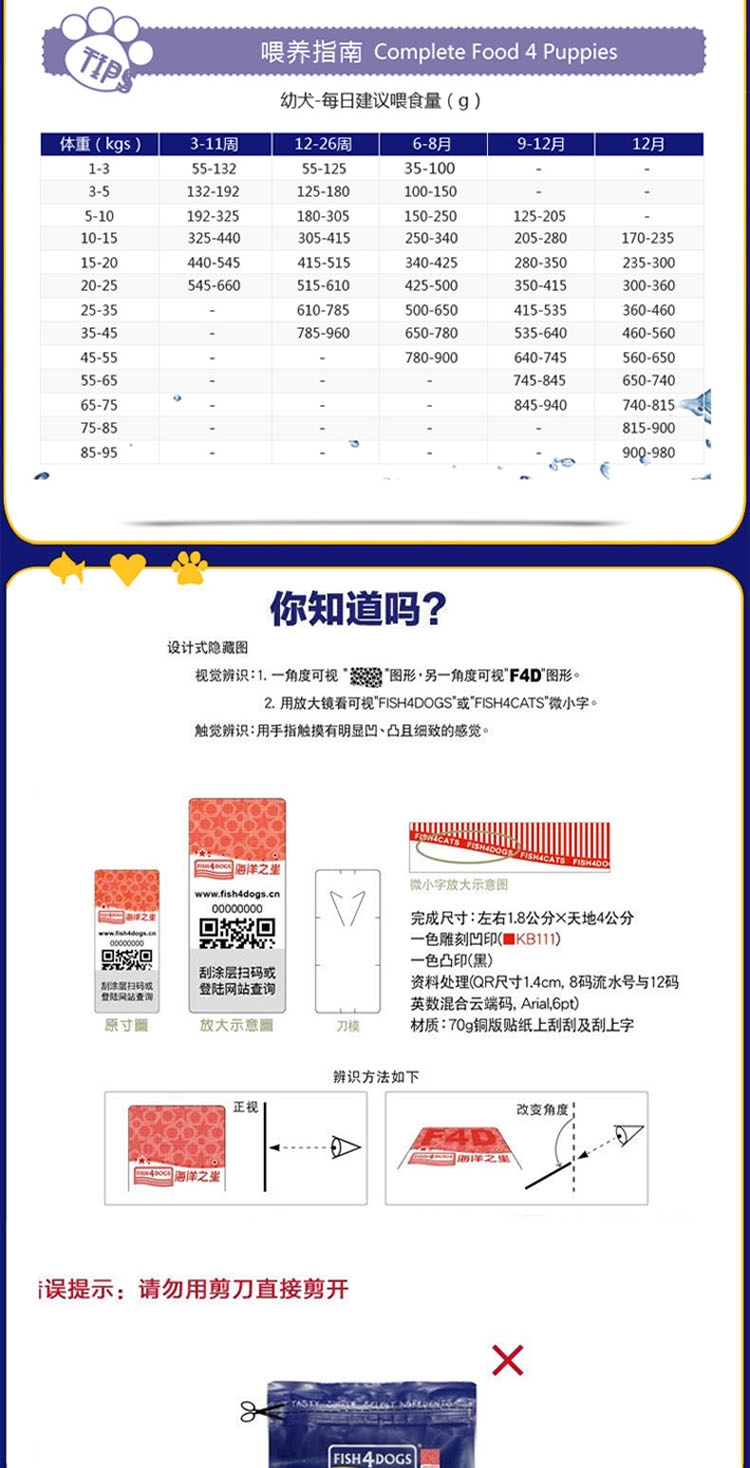 TIPS
喂养指南 Complete Food 4 Puppies
幼犬-每日建议喂食量（g）
体重（kgs） 3-11周 12-26周 6-8月 9-12月 12月
1-3 55-132 55-125 35-100 - -
3-5 132-192 125-180 100-150 - -
5-10 192-325 180-305 150-250 125-205 -
10-15 325-440 305-415 250-340 205-280 170-235
15-20 440-545 415-515 340-425 280-350 235-300
20-25 545-660 515-610 425-500 350-415 300-360
25-35 - 610-785 500-650 415-535 360-460
35-45 - 785-960 650-780 535-640 460-560
45-55 - - 780-900 640-745 560-650
55-65 - - - 745-845 650-740
65-75 - - - 845-940 740-815
75-85 - - - - 815-900
85-95 - - - - 900-980
你知道吗？
设计式隐藏图
视觉辨识：1. 一角度可视 " "图形，另一角度可视"F4D"图形。
2. 用放大镜看可视"FISH4DOGS"或"FISH4CATS"微小字。
触觉辨识：用手指触摸有明显凹、凸且细致的感觉。
FISH4DOGS 海洋之星
www.fish4dogs.cn
00000000
刮涂层扫码或
登陆网站查询
原寸圖
FISH4DOGS 海洋之星
www.fish4dogs.cn
00000000
刮涂层扫码或
登陆网站查询
放大示意圖
刀模
FISH4CATS FISH4DOGS FISH4CATS FISH4DO
微小字放大示意图
完成尺寸：左右1.8公分×天地4公分
一色雕刻凹印(■KB111)
一色凸印(黑)
资料处理(QR尺寸1.4cm, 8码流水号与12码
英数混合云端码, Arial,6pt)
材质：70g铜版贴纸上刮刮及刮上字
辨识方法如下
正视
FISH4DOGS 海洋之星
改变角度
F4D
FISH4DOGS 海洋之星
错误提示：请勿用剪刀直接剪开
TASTY, SIMPLE, SELECT INGREDIENTS
FISH4DOGS